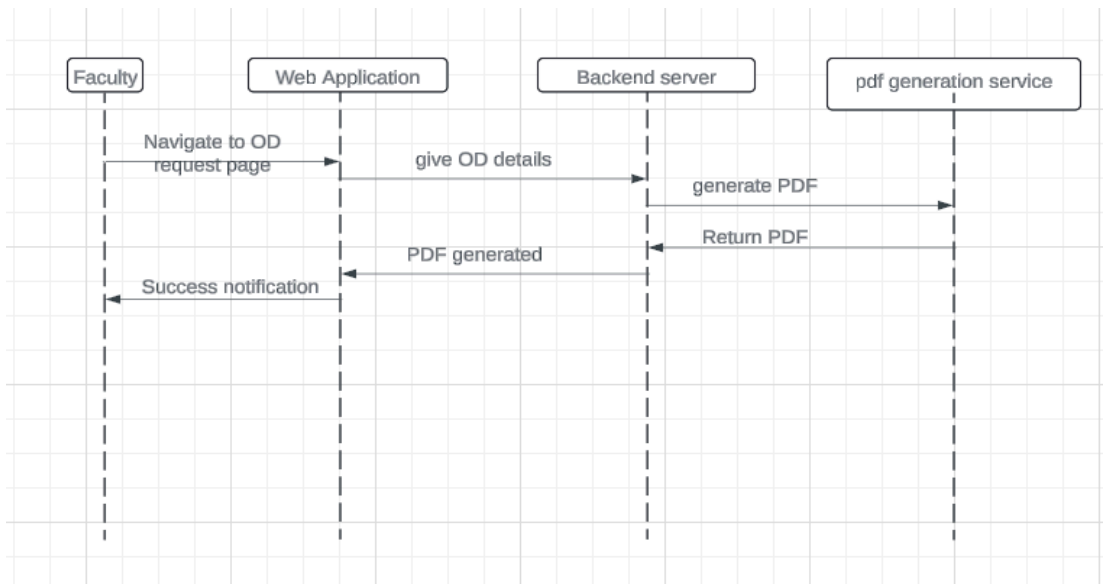 Faculty
Web Application
Backend server
pdf generation service
Navigate to OD
request page
give OD details
generate PDF
Return PDF
PDF generated
Success notification